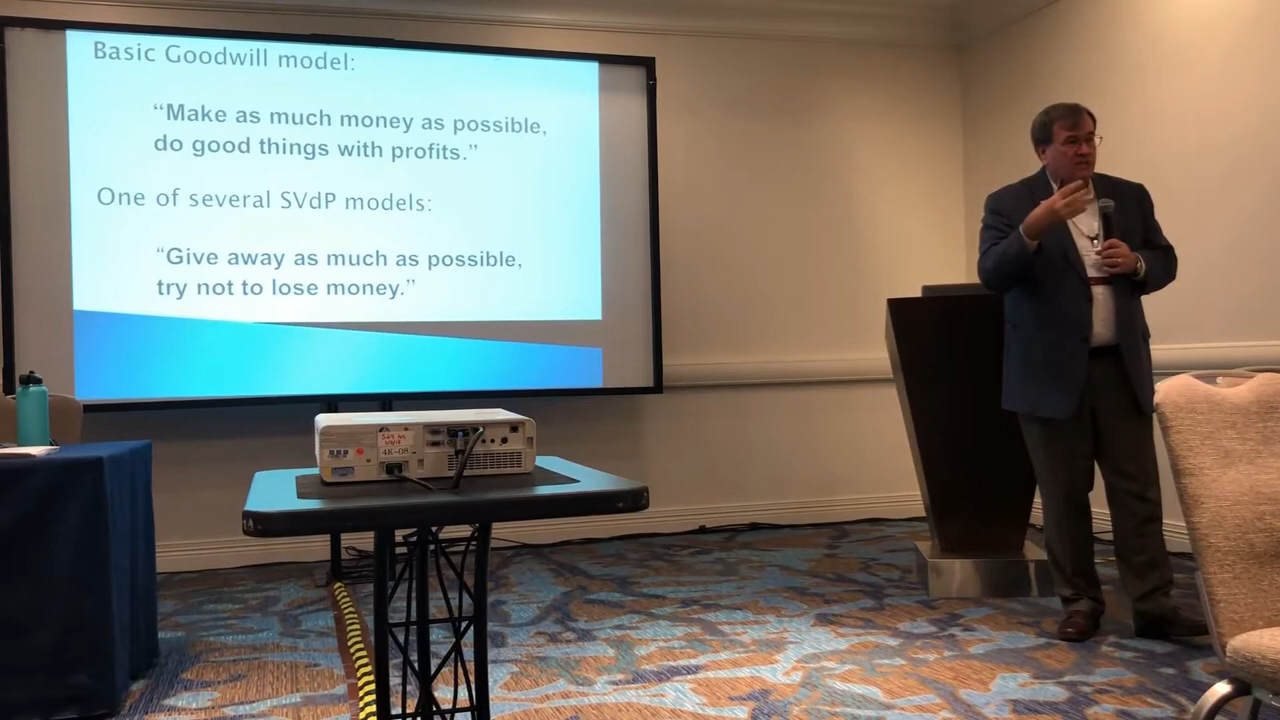 Basic Goodwill model:
“Make as much money as possible,
do good things with profits.”
One of several SVdP models:
“Give away as much as possible,
try not to lose money.”
4K-08